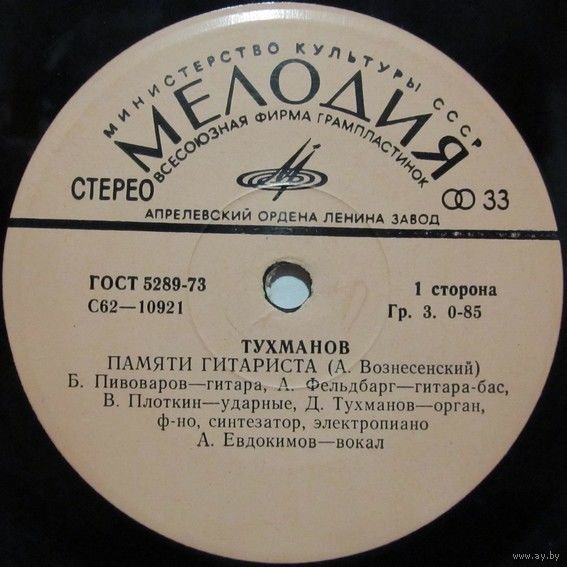 МИНИСТЕРСТВО КУЛЬТУРЫ СССР
МЕЛОДИЯ
ВСЕСОЮЗНАЯ ФИРМА ГРАМПЛАСТИНОК
СТЕРЕО
33
АПРЕЛЕВСКИЙ ОРДЕНА ЛЕНИНА ЗАВОД
ГОСТ 5289-73
1 сторона
С62—10921
Гр. 3. 0-85
ТУХМАНОВ
ПАМЯТИ ГИТАРИСТА (А. Вознесенский)
Б. Пивоваров—гитара, А. Фельдбарг—гитара-бас,
В. Плоткин—ударные, Д. Тухманов—орган,
ф-но, синтезатор, электропиано
А. Евдокимов—вокал
www.ay.by